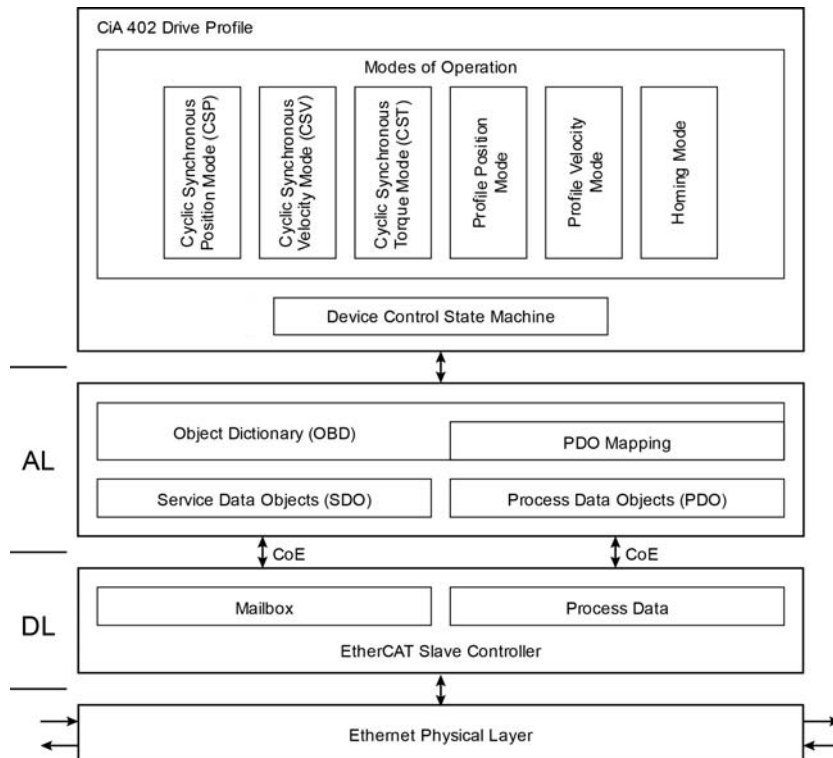 CiA 402 Drive Profile
Modes of Operation
Cyclic Synchronous
Position Mode (CSP)
Cyclic Synchronous
Velocity Mode (CSV)
Cyclic Synchronous
Torque Mode (CST)
Profile Position
Mode
Profile Velocity
Mode
Homing Mode
Device Control State Machine
AL
Object Dictionary (OBD)
PDO Mapping
Service Data Objects (SDO)
Process Data Objects (PDO)
CoE
CoE
DL
Mailbox
Process Data
EtherCAT Slave Controller
Ethernet Physical Layer